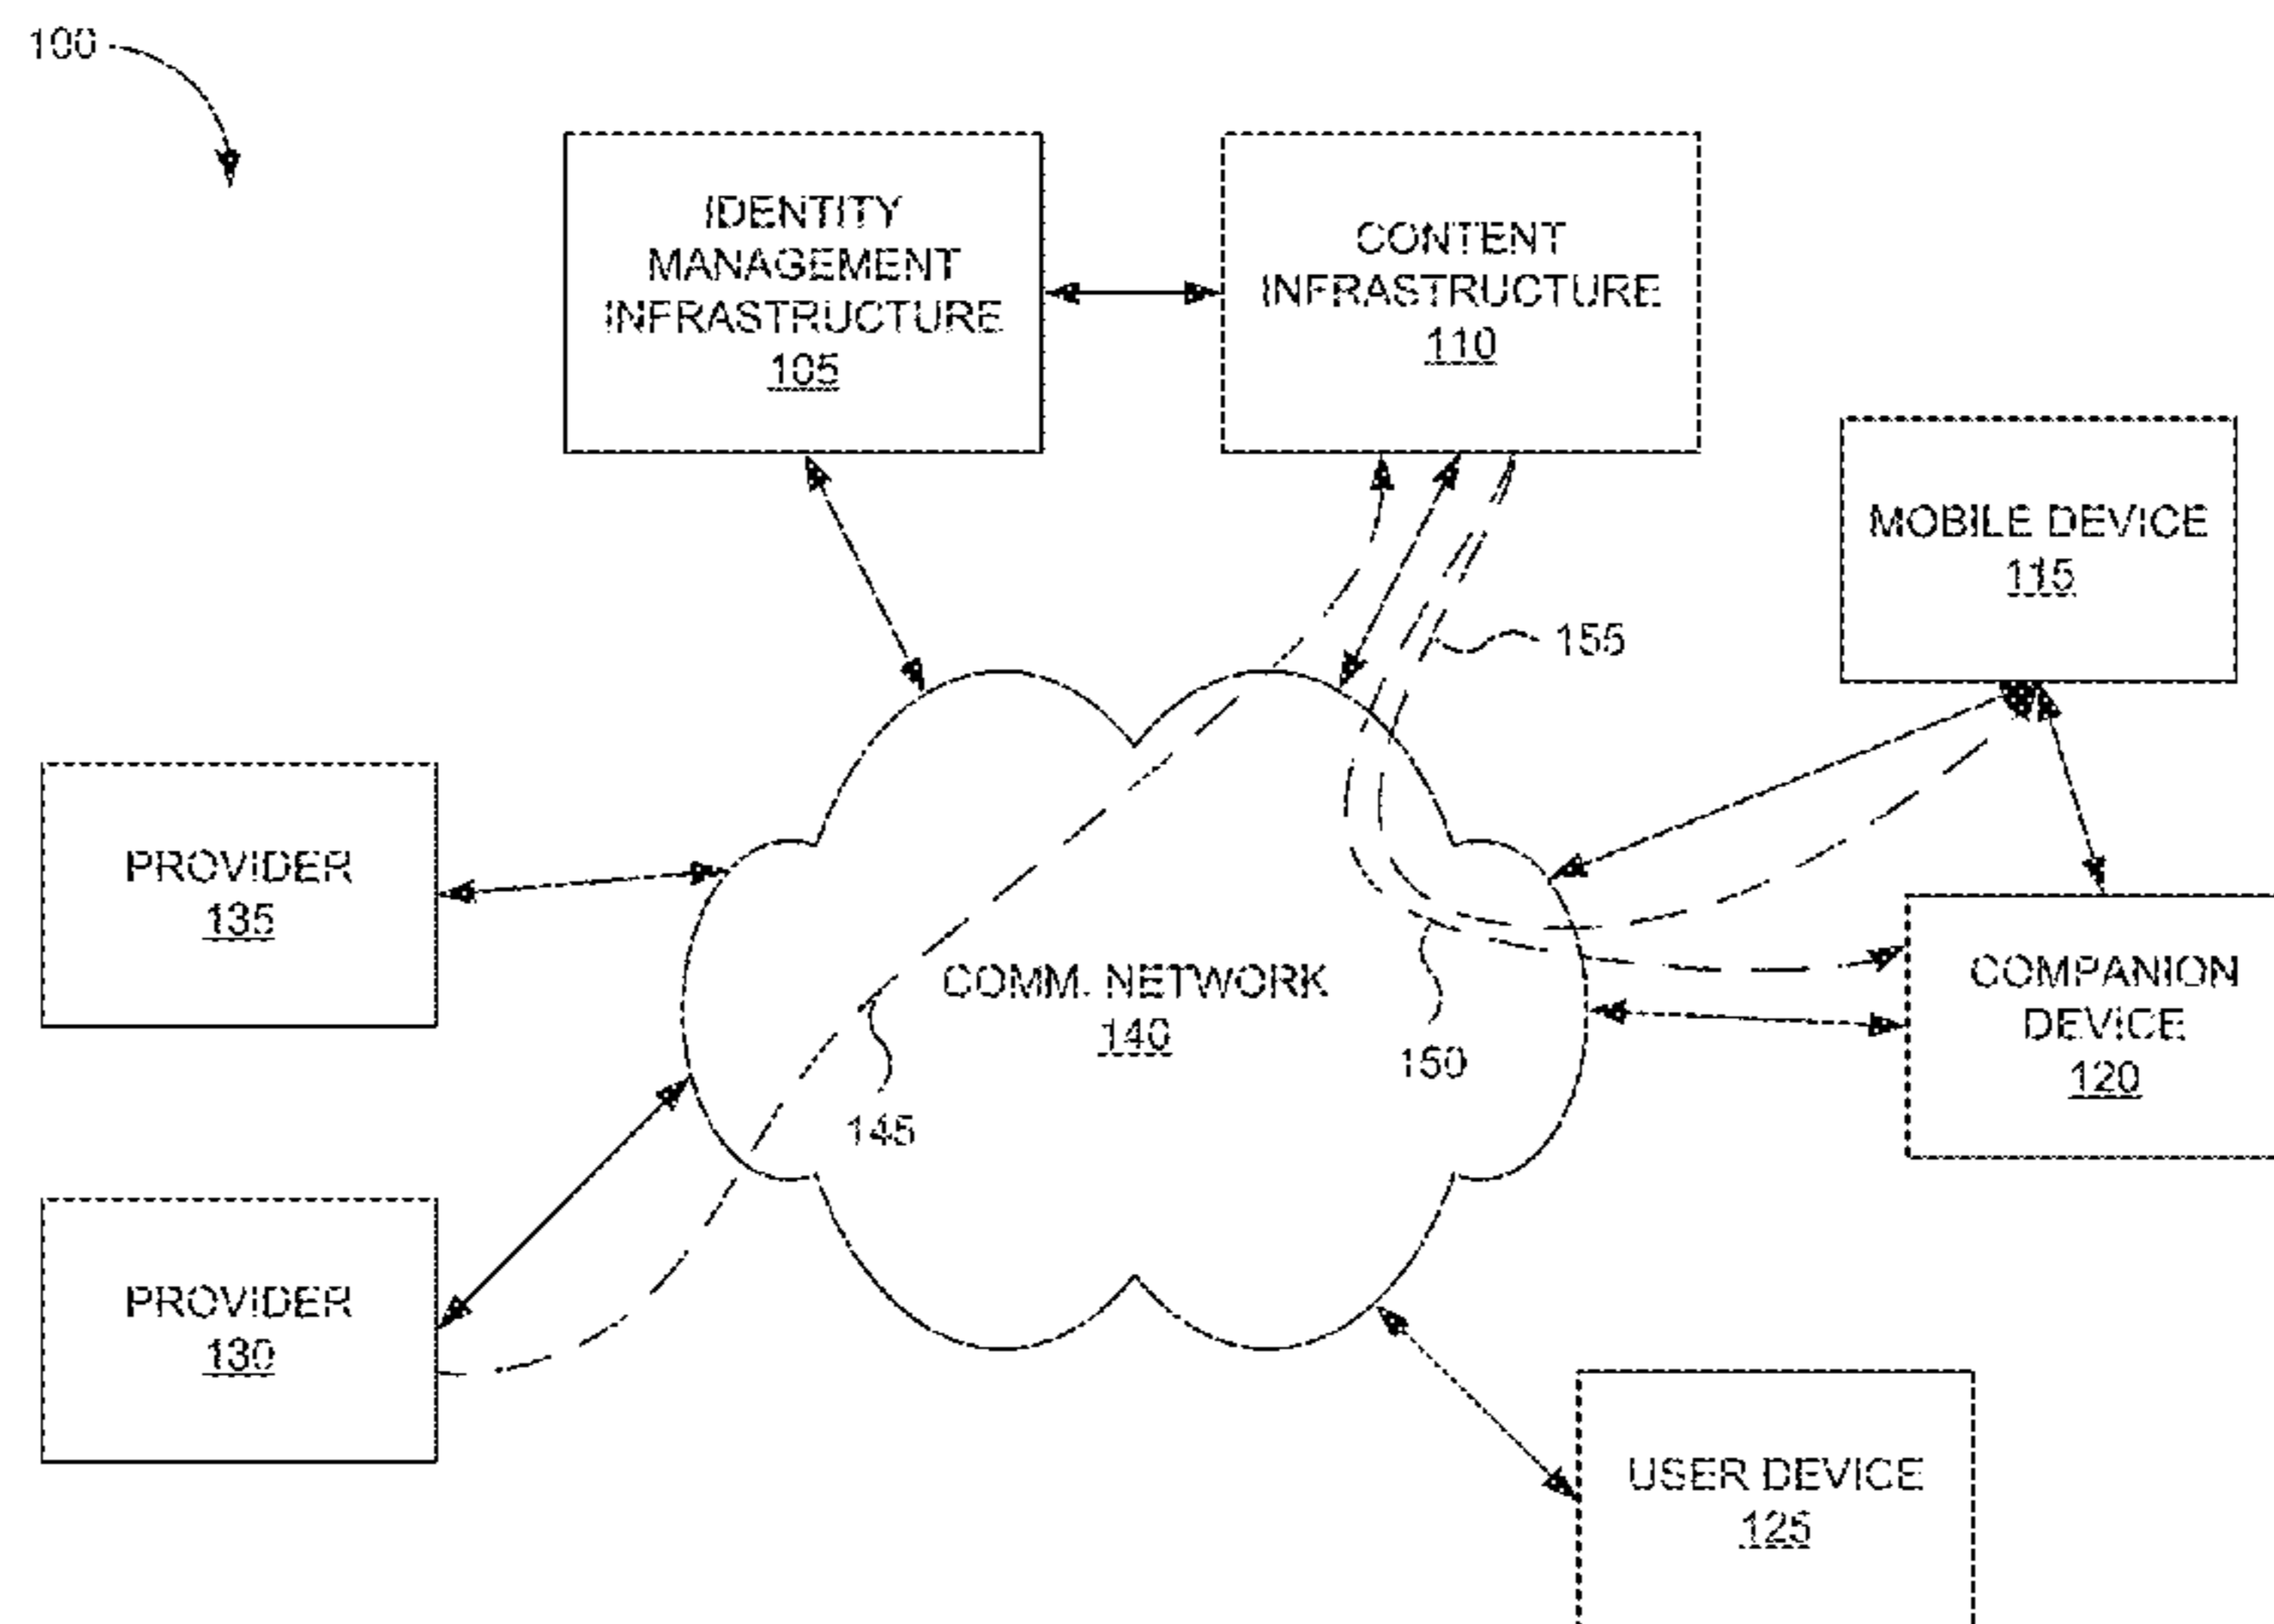 100
IDENTITY
MANAGEMENT
INFRASTRUCTURE
105
CONTENT
INFRASTRUCTURE
110
MOBILE DEVICE
115
155
PROVIDER
135
COMM. NETWORK
140
COMPANION
DEVICE
120
150
145
PROVIDER
130
USER DEVICE
125